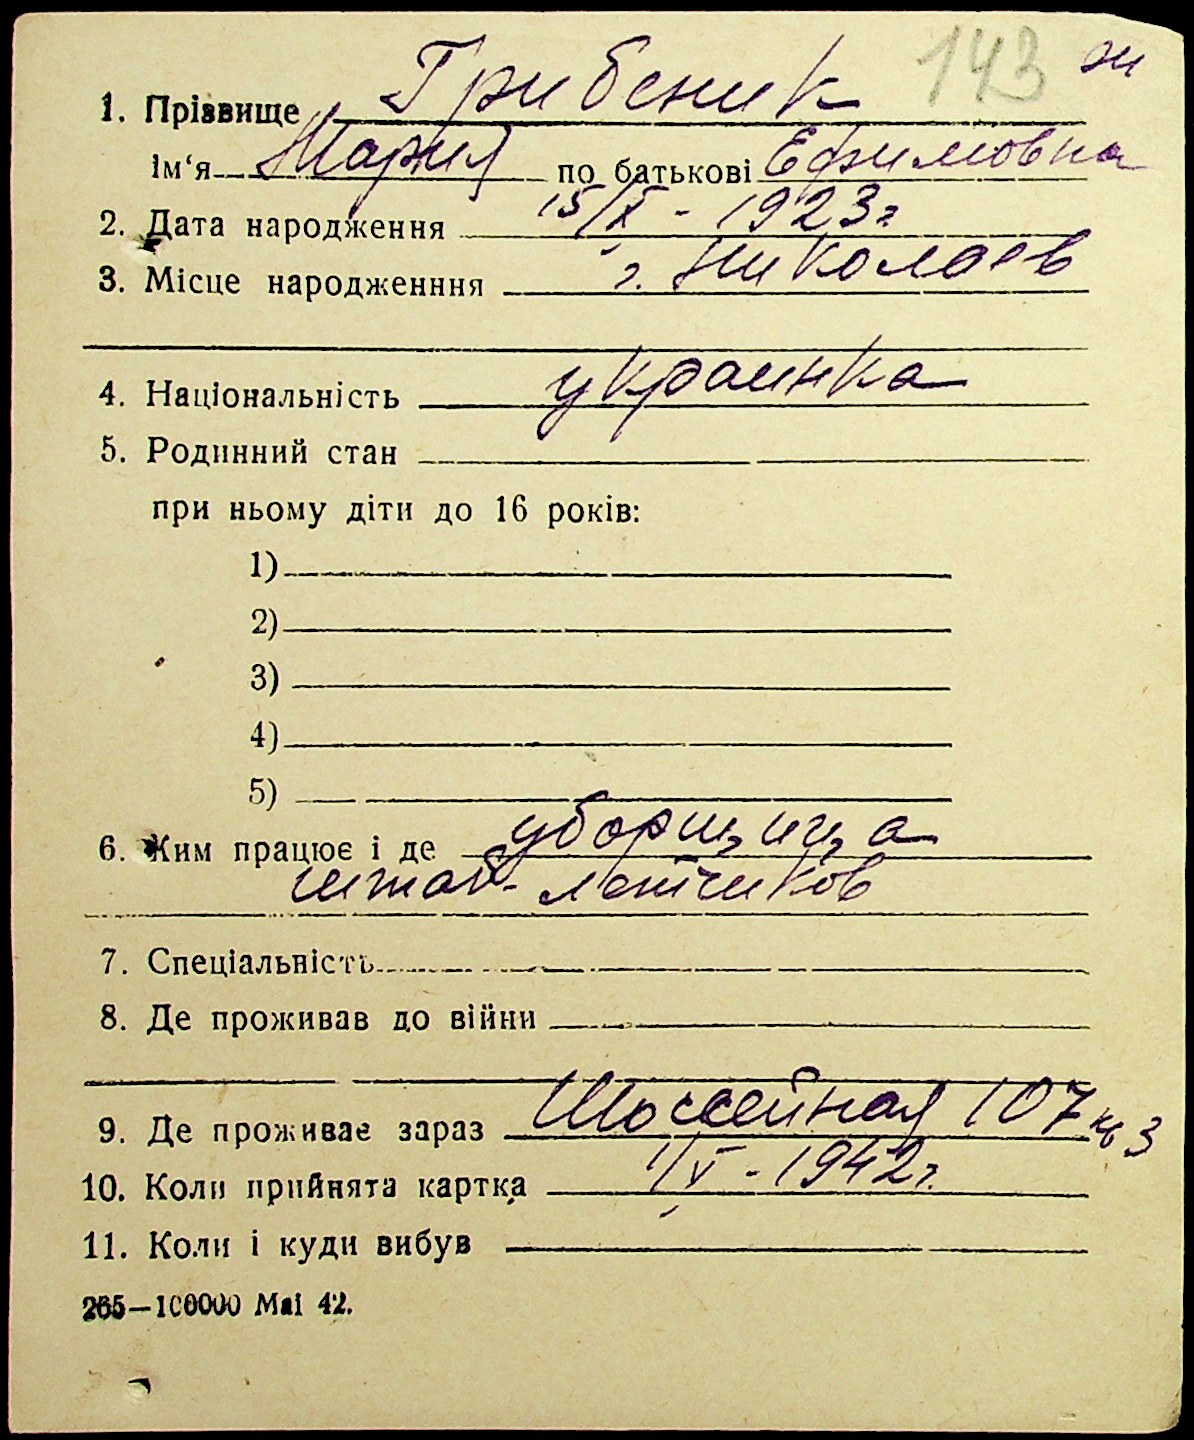 143 ж
1. Прізвище Грибеник
ім‘я Мария по батькові Ефимовна
2. Дата народження 15/X - 1923 г
3. Місце народженння г. Николаев
4. Національність украинка
5. Родинний стан
при ньому діти до 16 років:
1)
2)
3)
4)
5)
6. Ким працює і де уборщица
штаб-летчиков
7. Спеціальність
8. Де проживав до війни
9. Де проживає зараз Шоссейная 107 кв 3
10. Коли прийнята картка 1/V - 1942 г.
11. Коли і куди вибув
265—100000 Маі 42.